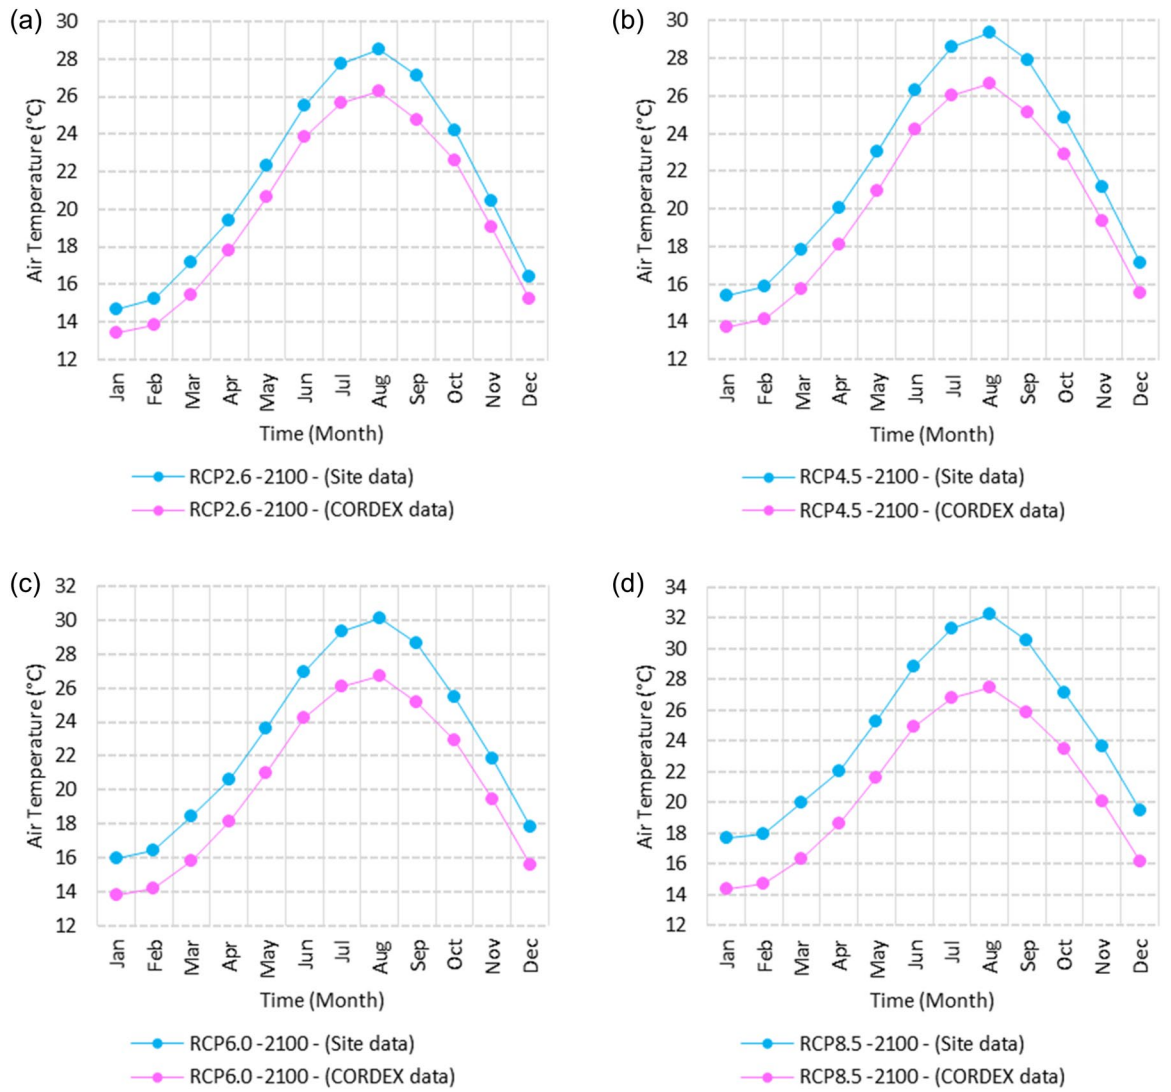 (a)
30
28
26
24
22
20
18
16
14
12
Air Temperature (°C)
Jan Feb Mar Apr May Jun Jul Aug Sep Oct Nov Dec
Time (Month)
RCP2.6 -2100 - (Site data)
RCP2.6 -2100 - (CORDEX data)
(b)
30
28
26
24
22
20
18
16
14
12
Air Temperature (°C)
Jan Feb Mar Apr May Jun Jul Aug Sep Oct Nov Dec
Time (Month)
RCP4.5 -2100 - (Site data)
RCP4.5 -2100 - (CORDEX data)
(c)
32
30
28
26
24
22
20
18
16
14
12
Air Temperature (°C)
Jan Feb Mar Apr May Jun Jul Aug Sep Oct Nov Dec
Time (Month)
RCP6.0 -2100 - (Site data)
RCP6.0 -2100 - (CORDEX data)
(d)
34
32
30
28
26
24
22
20
18
16
14
12
Air Temperature (°C)
Jan Feb Mar Apr May Jun Jul Aug Sep Oct Nov Dec
Time (Month)
RCP8.5 -2100 - (Site data)
RCP8.5 -2100 - (CORDEX data)